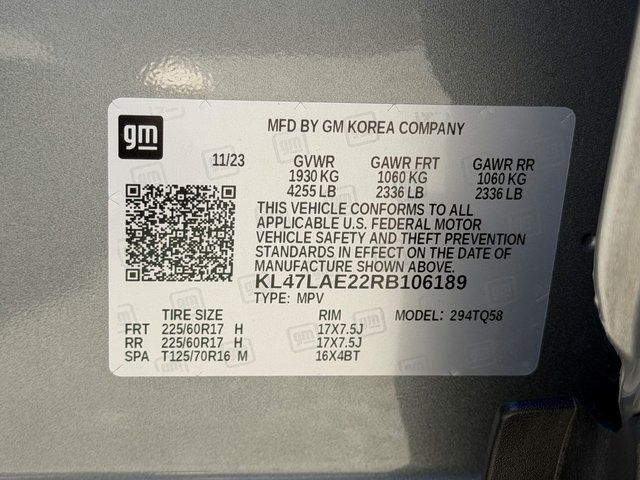 gm
MFD BY GM KOREA COMPANY
11/23 GVWR GAWR FRT GAWR RR
1930 KG 1060 KG 1060 KG
4255 LB 2336 LB 2336 LB
THIS VEHICLE CONFORMS TO ALL
APPLICABLE U.S. FEDERAL MOTOR
VEHICLE SAFETY AND THEFT PREVENTION
STANDARDS IN EFFECT ON THE DATE OF
MANUFACTURE SHOWN ABOVE.
KL47LAE22RB106189
TYPE: MPV
TIRE SIZE RIM MODEL: 294TQ58
FRT 225/60R17 H 17X7.5J
RR 225/60R17 H 17X7.5J
SPA T125/70R16 M 16X4BT